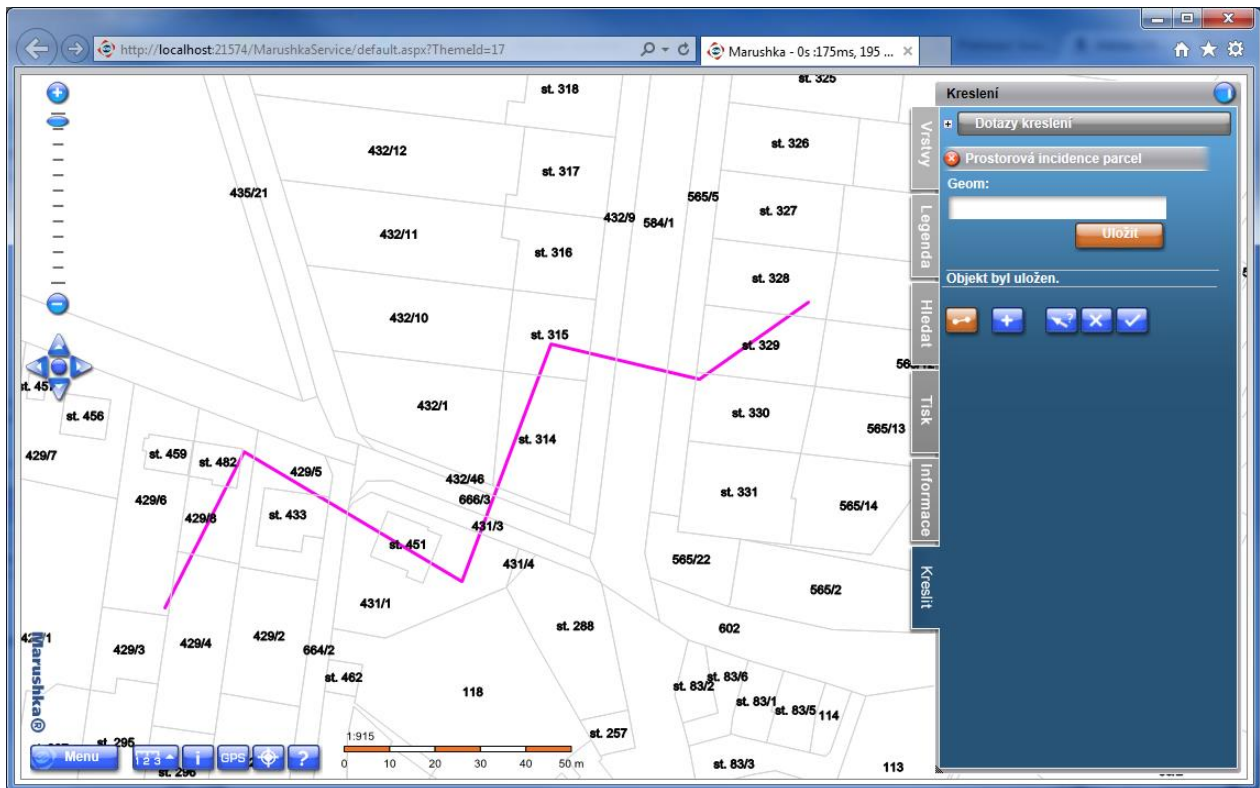 http://localhost:21574/MarushkaService/default.aspx?ThemeId=17
Marushka - 0s :175ms, 195 ...
Kreslení
Dotazy kreslení
Prostorová incidence parcel
Geom:
Uložit
Objekt byl uložen.
Vrstvy
Legenda
Hledat
Tisk
Informace
Kreslit
st. 318
st. 325
432/12
st. 326
st. 317
435/21
565/5
st. 327
432/9
584/1
432/11
st. 316
st. 328
432/10
st. 315
st. 329
432/1
st. 456
st. 330
565/13
st. 314
429/7
st. 459
st. 482
429/5
432/46
666/3
st. 331
429/6
429/8
st. 433
565/14
431/3
st. 451
431/4
565/22
431/1
565/2
st. 288
602
429/3
429/4
429/2
664/2
st. 462
118
st. 83/2
st. 83/6
st. 83/1
st. 83/5
114
st. 257
st. 295
st. 83/3
113
st. 296
Marushka®
Menu
1 2 3
i
GPS
?
1:915
0 10 20 30 40 50 m